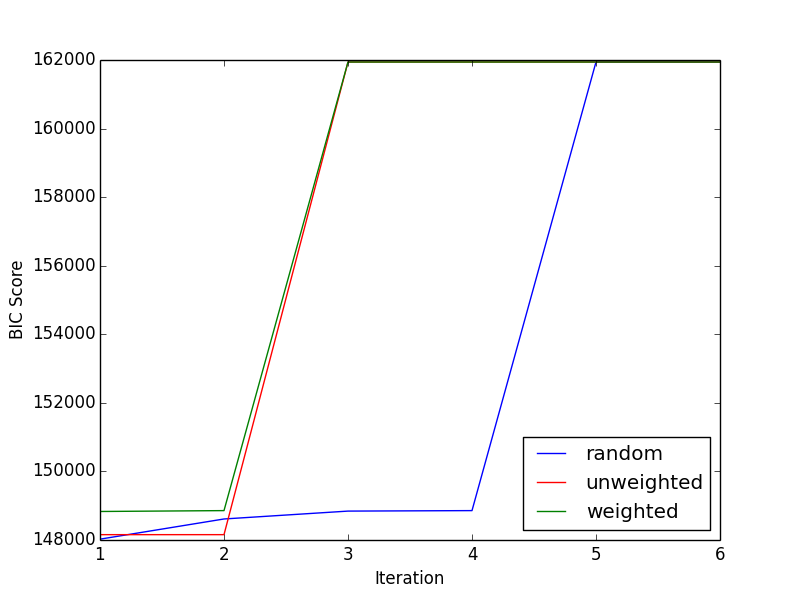 162000
160000
158000
156000
154000
152000
150000
148000
BIC Score
1 2 3 4 5 6
Iteration
random
unweighted
weighted